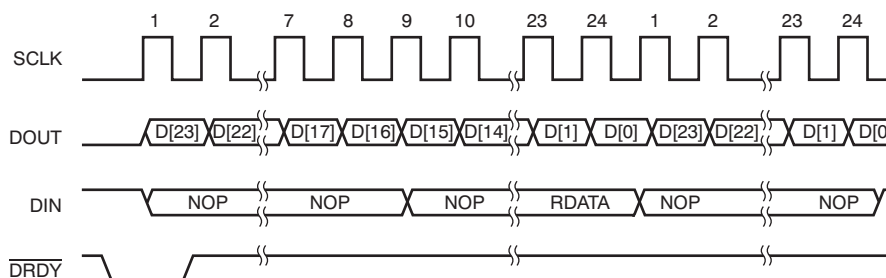 1 2 7 8 9 10 23 24 1 2 23 24
SCLK
DOUT D[23] D[22] D[17] D[16] D[15] D[14] D[1] D[0] D[23] D[22] D[1] D[0
DIN NOP NOP NOP RDATA NOP NOP
DRDY